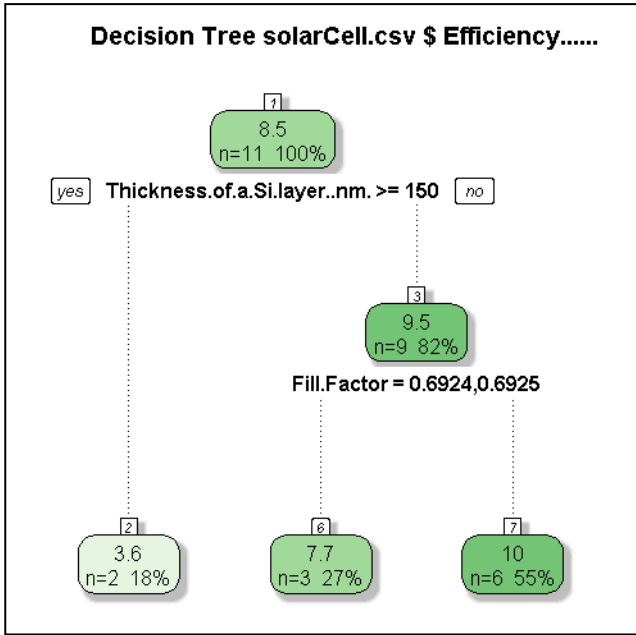 Decision Tree solarCell.csv $ Efficiency......
1
8.5
n=11 100%
yes Thickness.of.a.Si.layer..nm. >= 150 no
3
9.5
n=9 82%
Fill.Factor = 0.6924,0.6925
2 6 7
3.6 7.7 10
n=2 18% n=3 27% n=6 55%